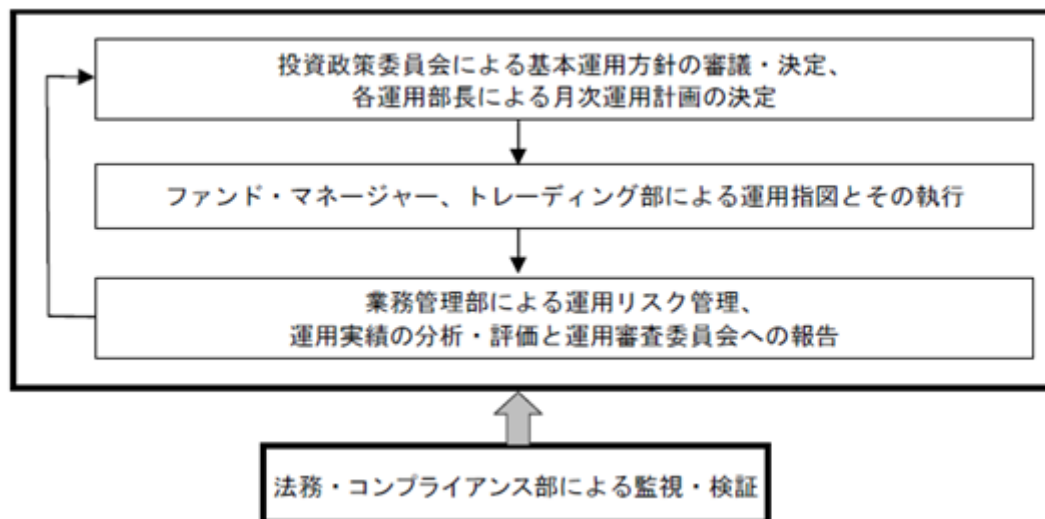 投資政策委員会による基本運用方針の審議・決定、
各運用部長による月次運用計画の決定
ファンド・マネージャー、トレーディング部による運用指図とその執行
業務管理部による運用リスク管理、
運用実績の分析・評価と運用審査委員会への報告
法務・コンプライアンス部による監視・検証